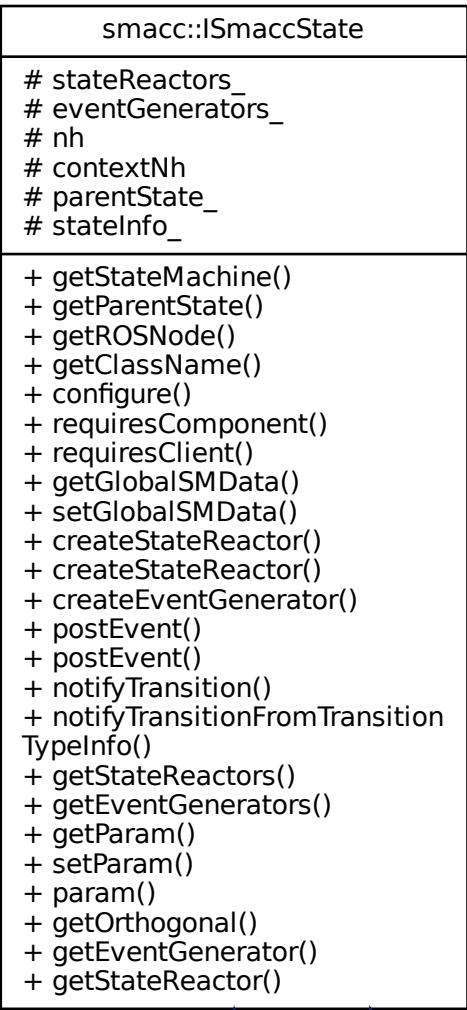 smacc::ISmaccState
# stateReactors_
# eventGenerators_
# nh
# contextNh
# parentState_
# stateInfo_
+ getStateMachine()
+ getParentState()
+ getROSNode()
+ getClassName()
+ configure()
+ requiresComponent()
+ requiresClient()
+ getGlobalSMData()
+ setGlobalSMData()
+ createStateReactor()
+ createStateReactor()
+ createEventGenerator()
+ postEvent()
+ postEvent()
+ notifyTransition()
+ notifyTransitionFromTransition
TypeInfo()
+ getStateReactors()
+ getEventGenerators()
+ getParam()
+ setParam()
+ param()
+ getOrthogonal()
+ getEventGenerator()
+ getStateReactor()